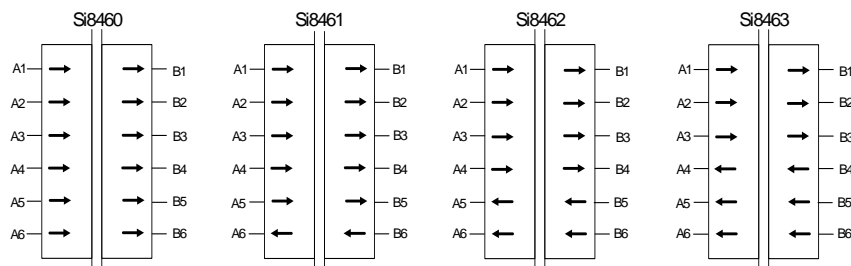 Si8460 Si8461 Si8462 Si8463
A1 B1 A1 B1 A1 B1 A1 B1
A2 B2 A2 B2 A2 B2 A2 B2
A3 B3 A3 B3 A3 B3 A3 B3
A4 B4 A4 B4 A4 B4 A4 B4
A5 B5 A5 B5 A5 B5 A5 B5
A6 B6 A6 B6 A6 B6 A6 B6